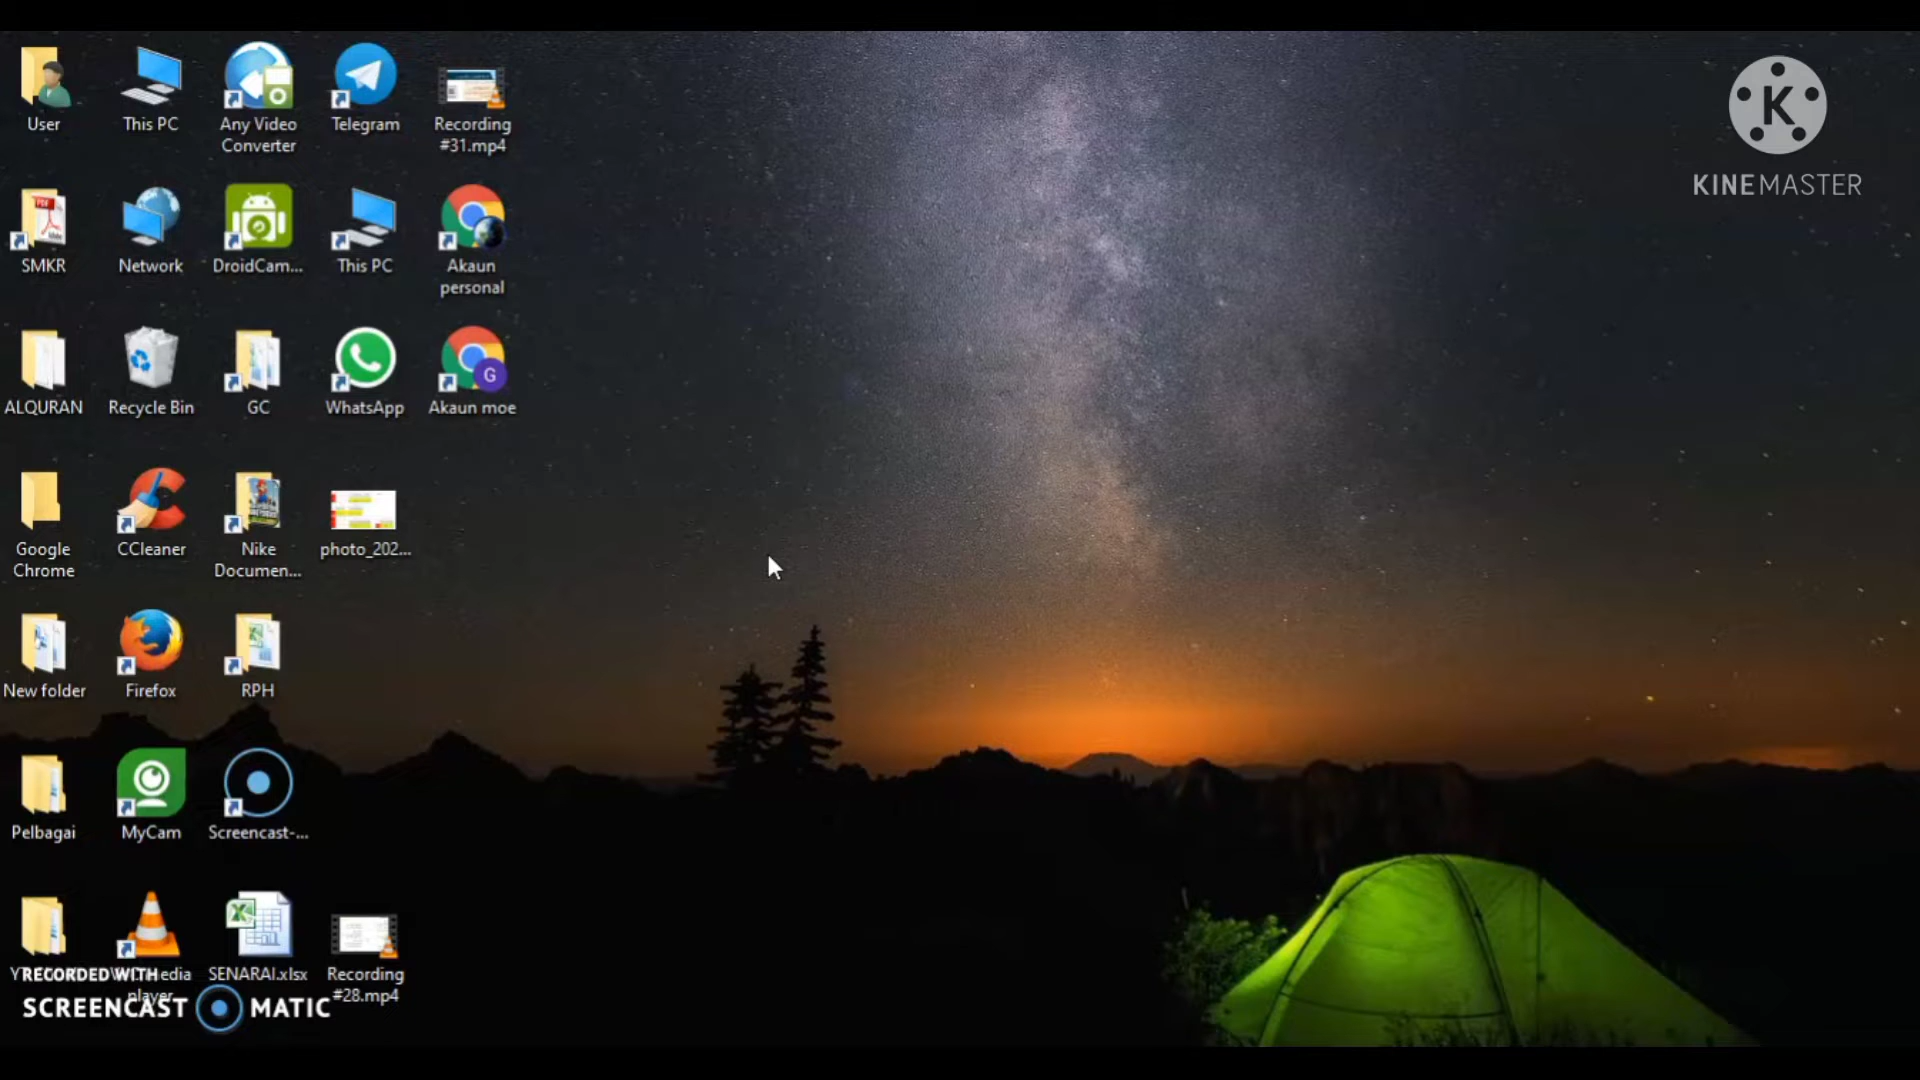 User
This PC
Any Video
Converter
Telegram
Recording
#31.mp4
K
KINEMASTER
SMKR
Network
DroidCam...
This PC
Akaun
personal
ALQURAN
Recycle Bin
GC
WhatsApp
G
Akaun moe
Google
Chrome
CCleaner
Nike
Documen...
photo_202...
New folder
Firefox
RPH
Pelbagai
MyCam
Screencast-...
SENARAI.xlsx
Recording
#28.mp4
player
RECORDED WITH
SCREENCAST MATIC